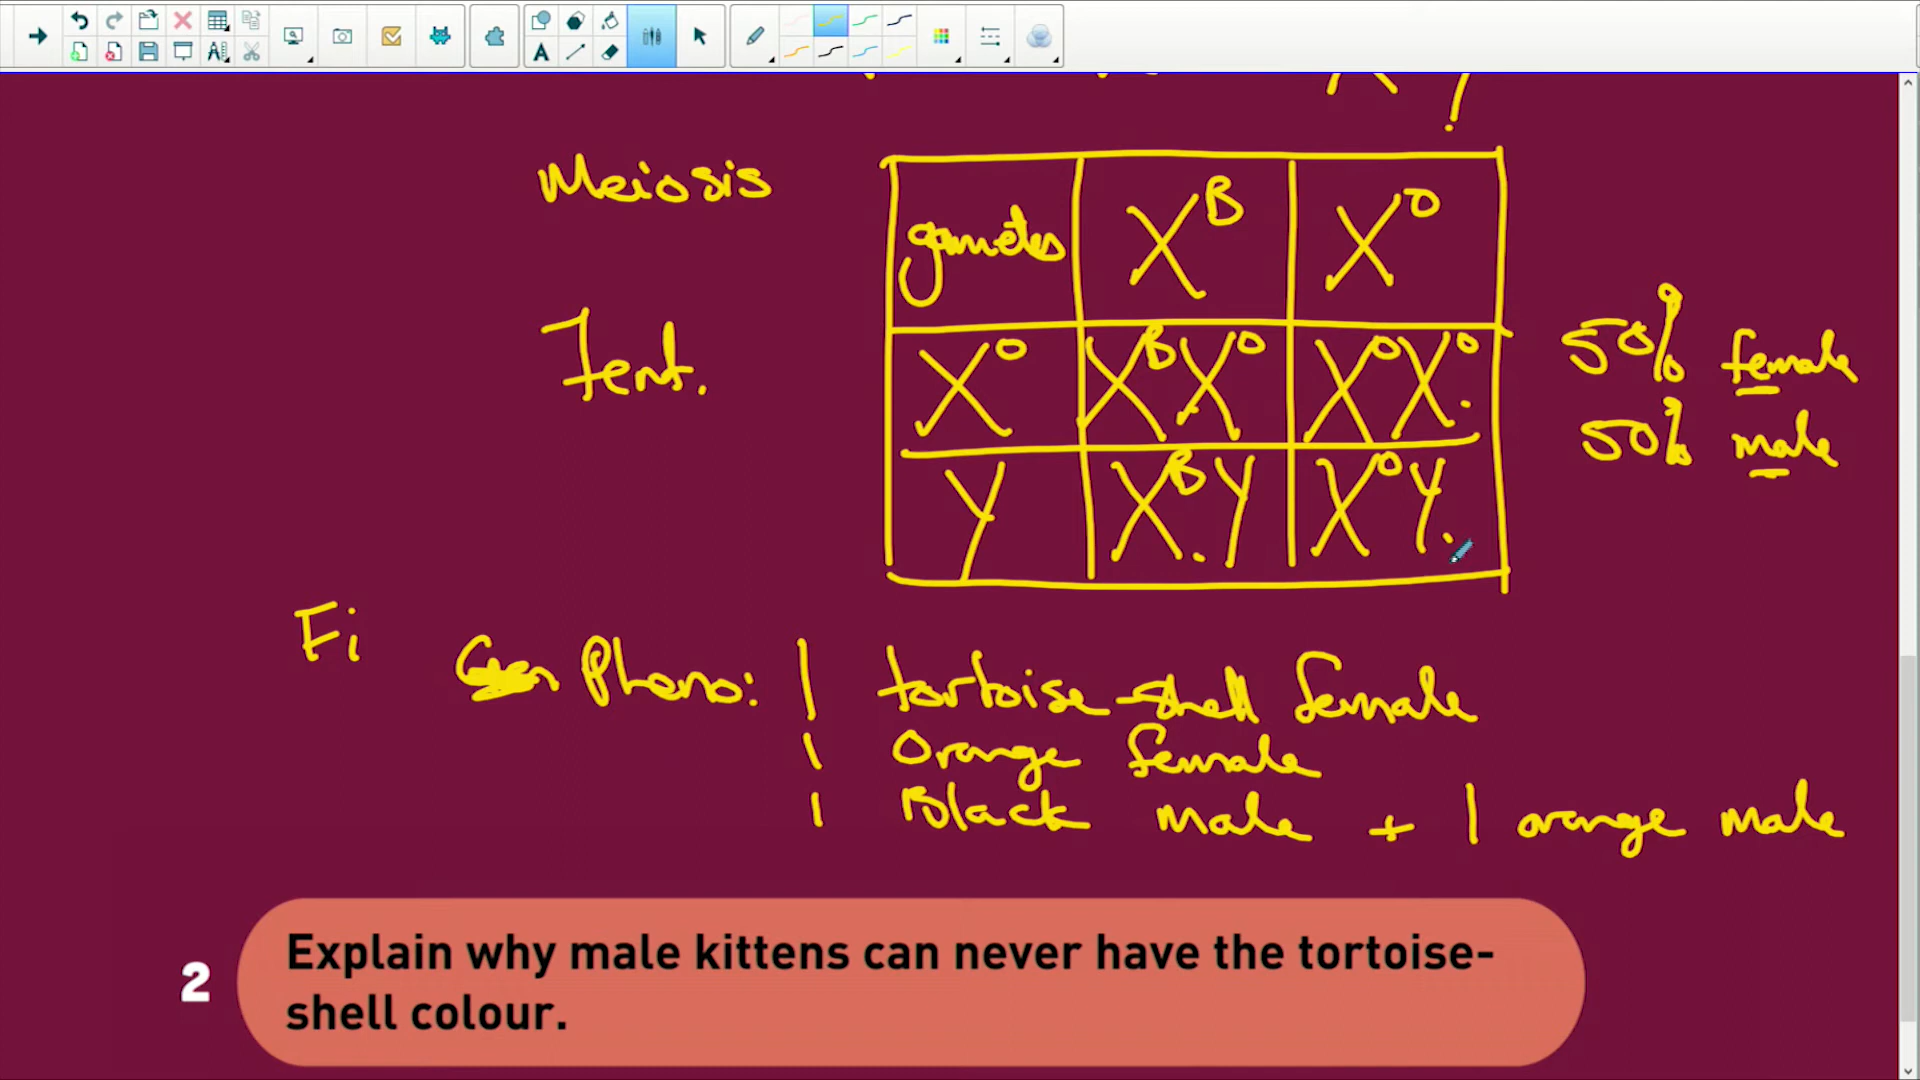 X Y
Meiosis
gametes X^B X^O
Fert.
X^O X^B X^O X^O X^O
50% female
50% male
Y X^B Y X^O Y
F1
Pheno: 1 tortoise-shell female
1 Orange female
1 Black male + 1 orange male
2
Explain why male kittens can never have the tortoise-
shell colour.